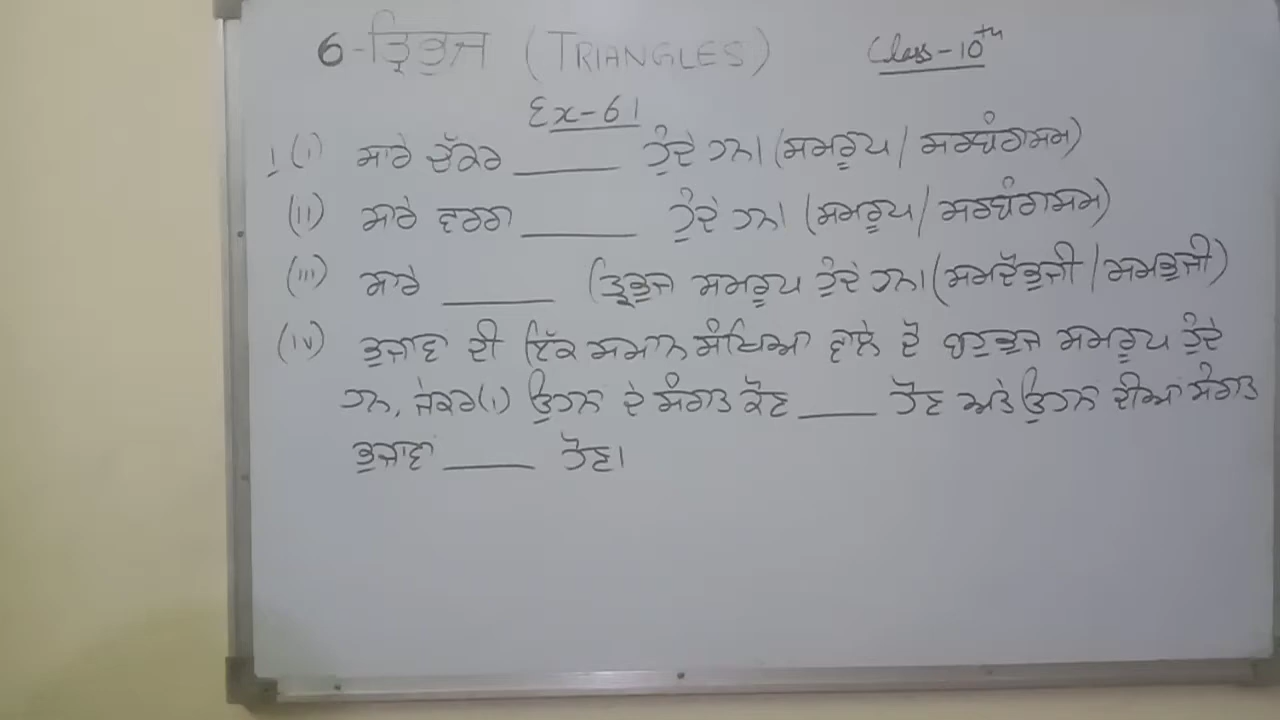 6-ਤ੍ਰਿਭੁਜ (TRIANGLES) Class-10th
Ex-6.1
1 (i) ਸਾਰੇ ਚੱਕਰ ______ ਹੁੰਦੇ ਹਨ। (ਸਮਰੂਪ / ਸਰਬੰਗਸਮ)
(ii) ਸਾਰੇ ਵਰਗ ______ ਹੁੰਦੇ ਹਨ। (ਸਮਰੂਪ / ਸਰਬੰਗਸਮ)
(iii) ਸਾਰੇ ______ ਤ੍ਰਿਭੁਜ ਸਮਰੂਪ ਹੁੰਦੇ ਹਨ। (ਸਮਦੋਭੁਜੀ / ਸਮਭੁਜੀ)
(iv) ਭੁਜਾਵਾਂ ਦੀ ਇੱਕ ਸਮਾਨ ਸੰਖਿਆ ਵਾਲੇ ਦੋ ਬਹੁਭੁਜ ਸਮਰੂਪ ਹੁੰਦੇ
ਹਨ, ਜੇਕਰ (i) ਉਹਨਾਂ ਦੇ ਸੰਗਤ ਕੋਣ ____ ਹੋਣ ਅਤੇ ਉਹਨਾਂ ਦੀਆਂ ਸੰਗਤ
ਭੁਜਾਵਾਂ _____ ਹੋਣ।